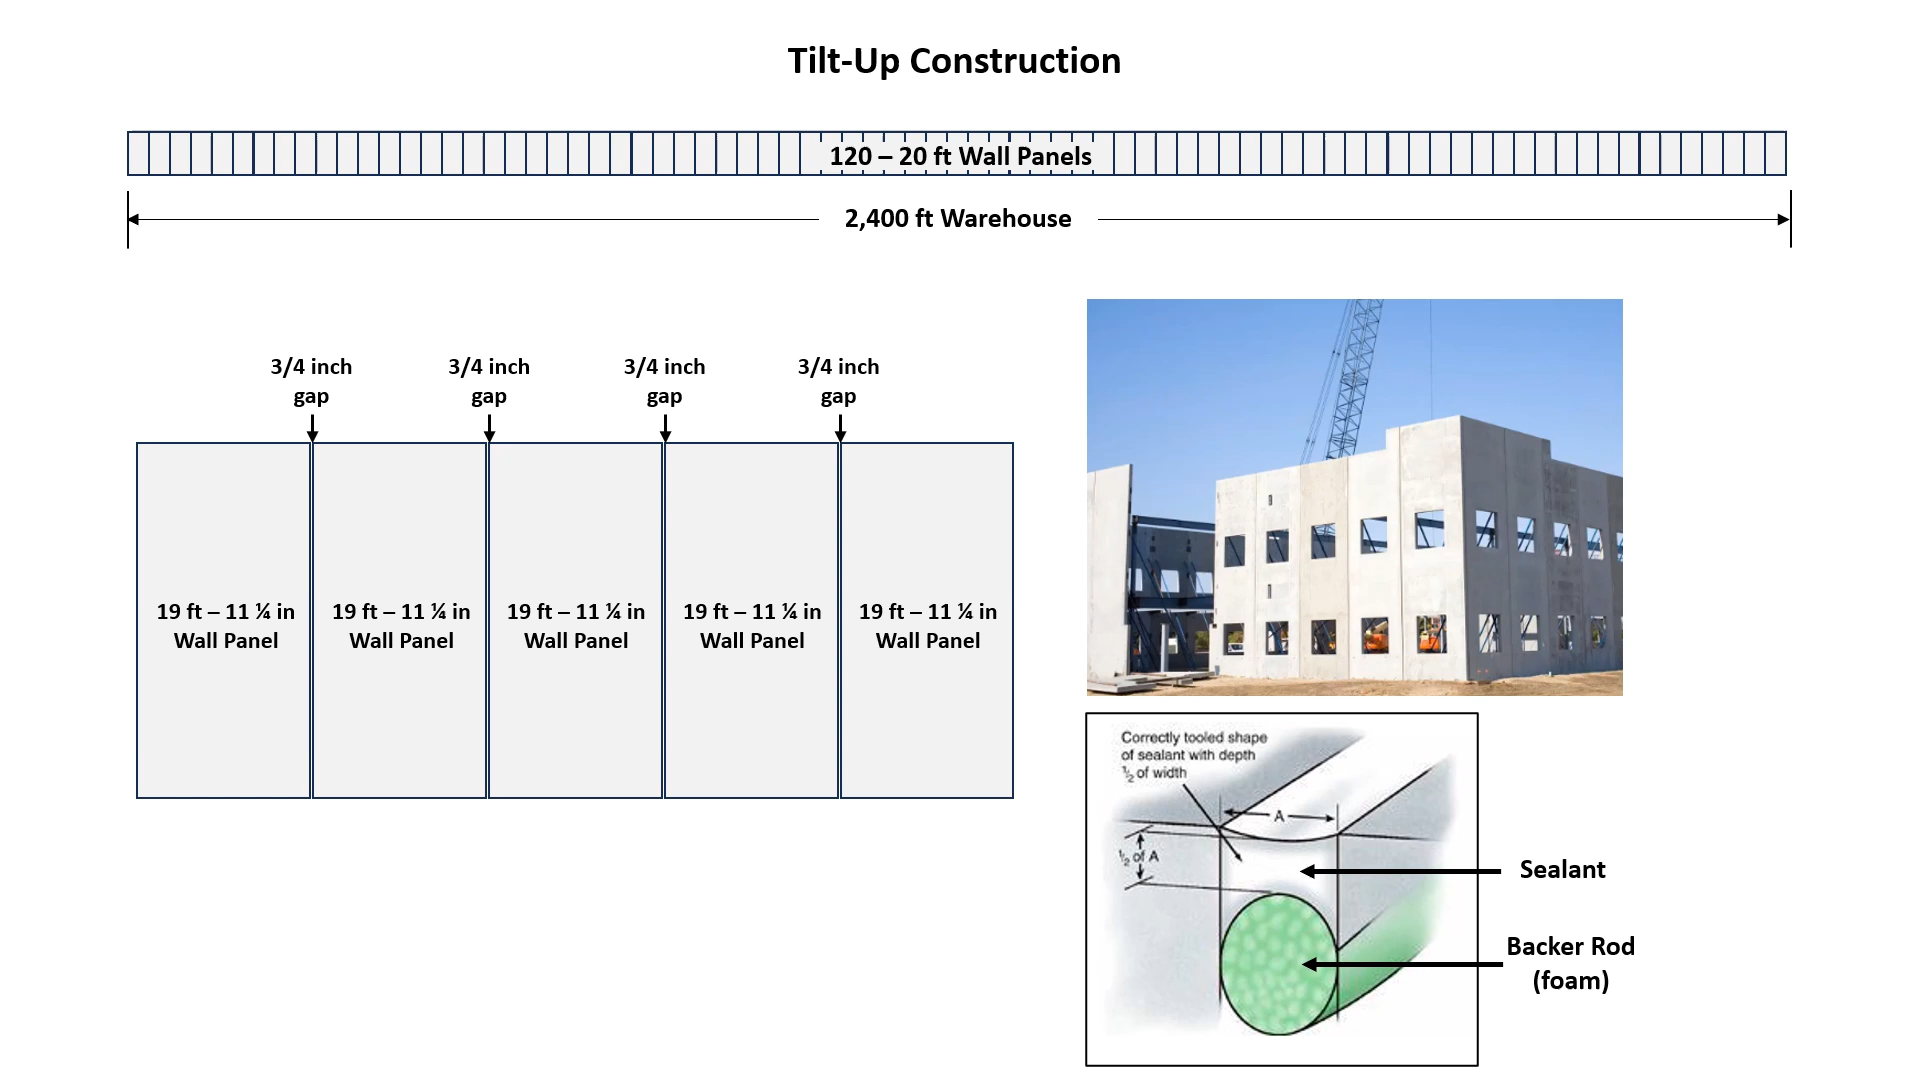 Tilt-Up Construction
120 – 20 ft Wall Panels
2,400 ft Warehouse
3/4 inch
gap
3/4 inch
gap
3/4 inch
gap
3/4 inch
gap
19 ft – 11 ¼ in
Wall Panel
19 ft – 11 ¼ in
Wall Panel
19 ft – 11 ¼ in
Wall Panel
19 ft – 11 ¼ in
Wall Panel
19 ft – 11 ¼ in
Wall Panel
Correctly tooled shape
of sealant with depth
½ of width
A
½ of A
Sealant
Backer Rod
(foam)